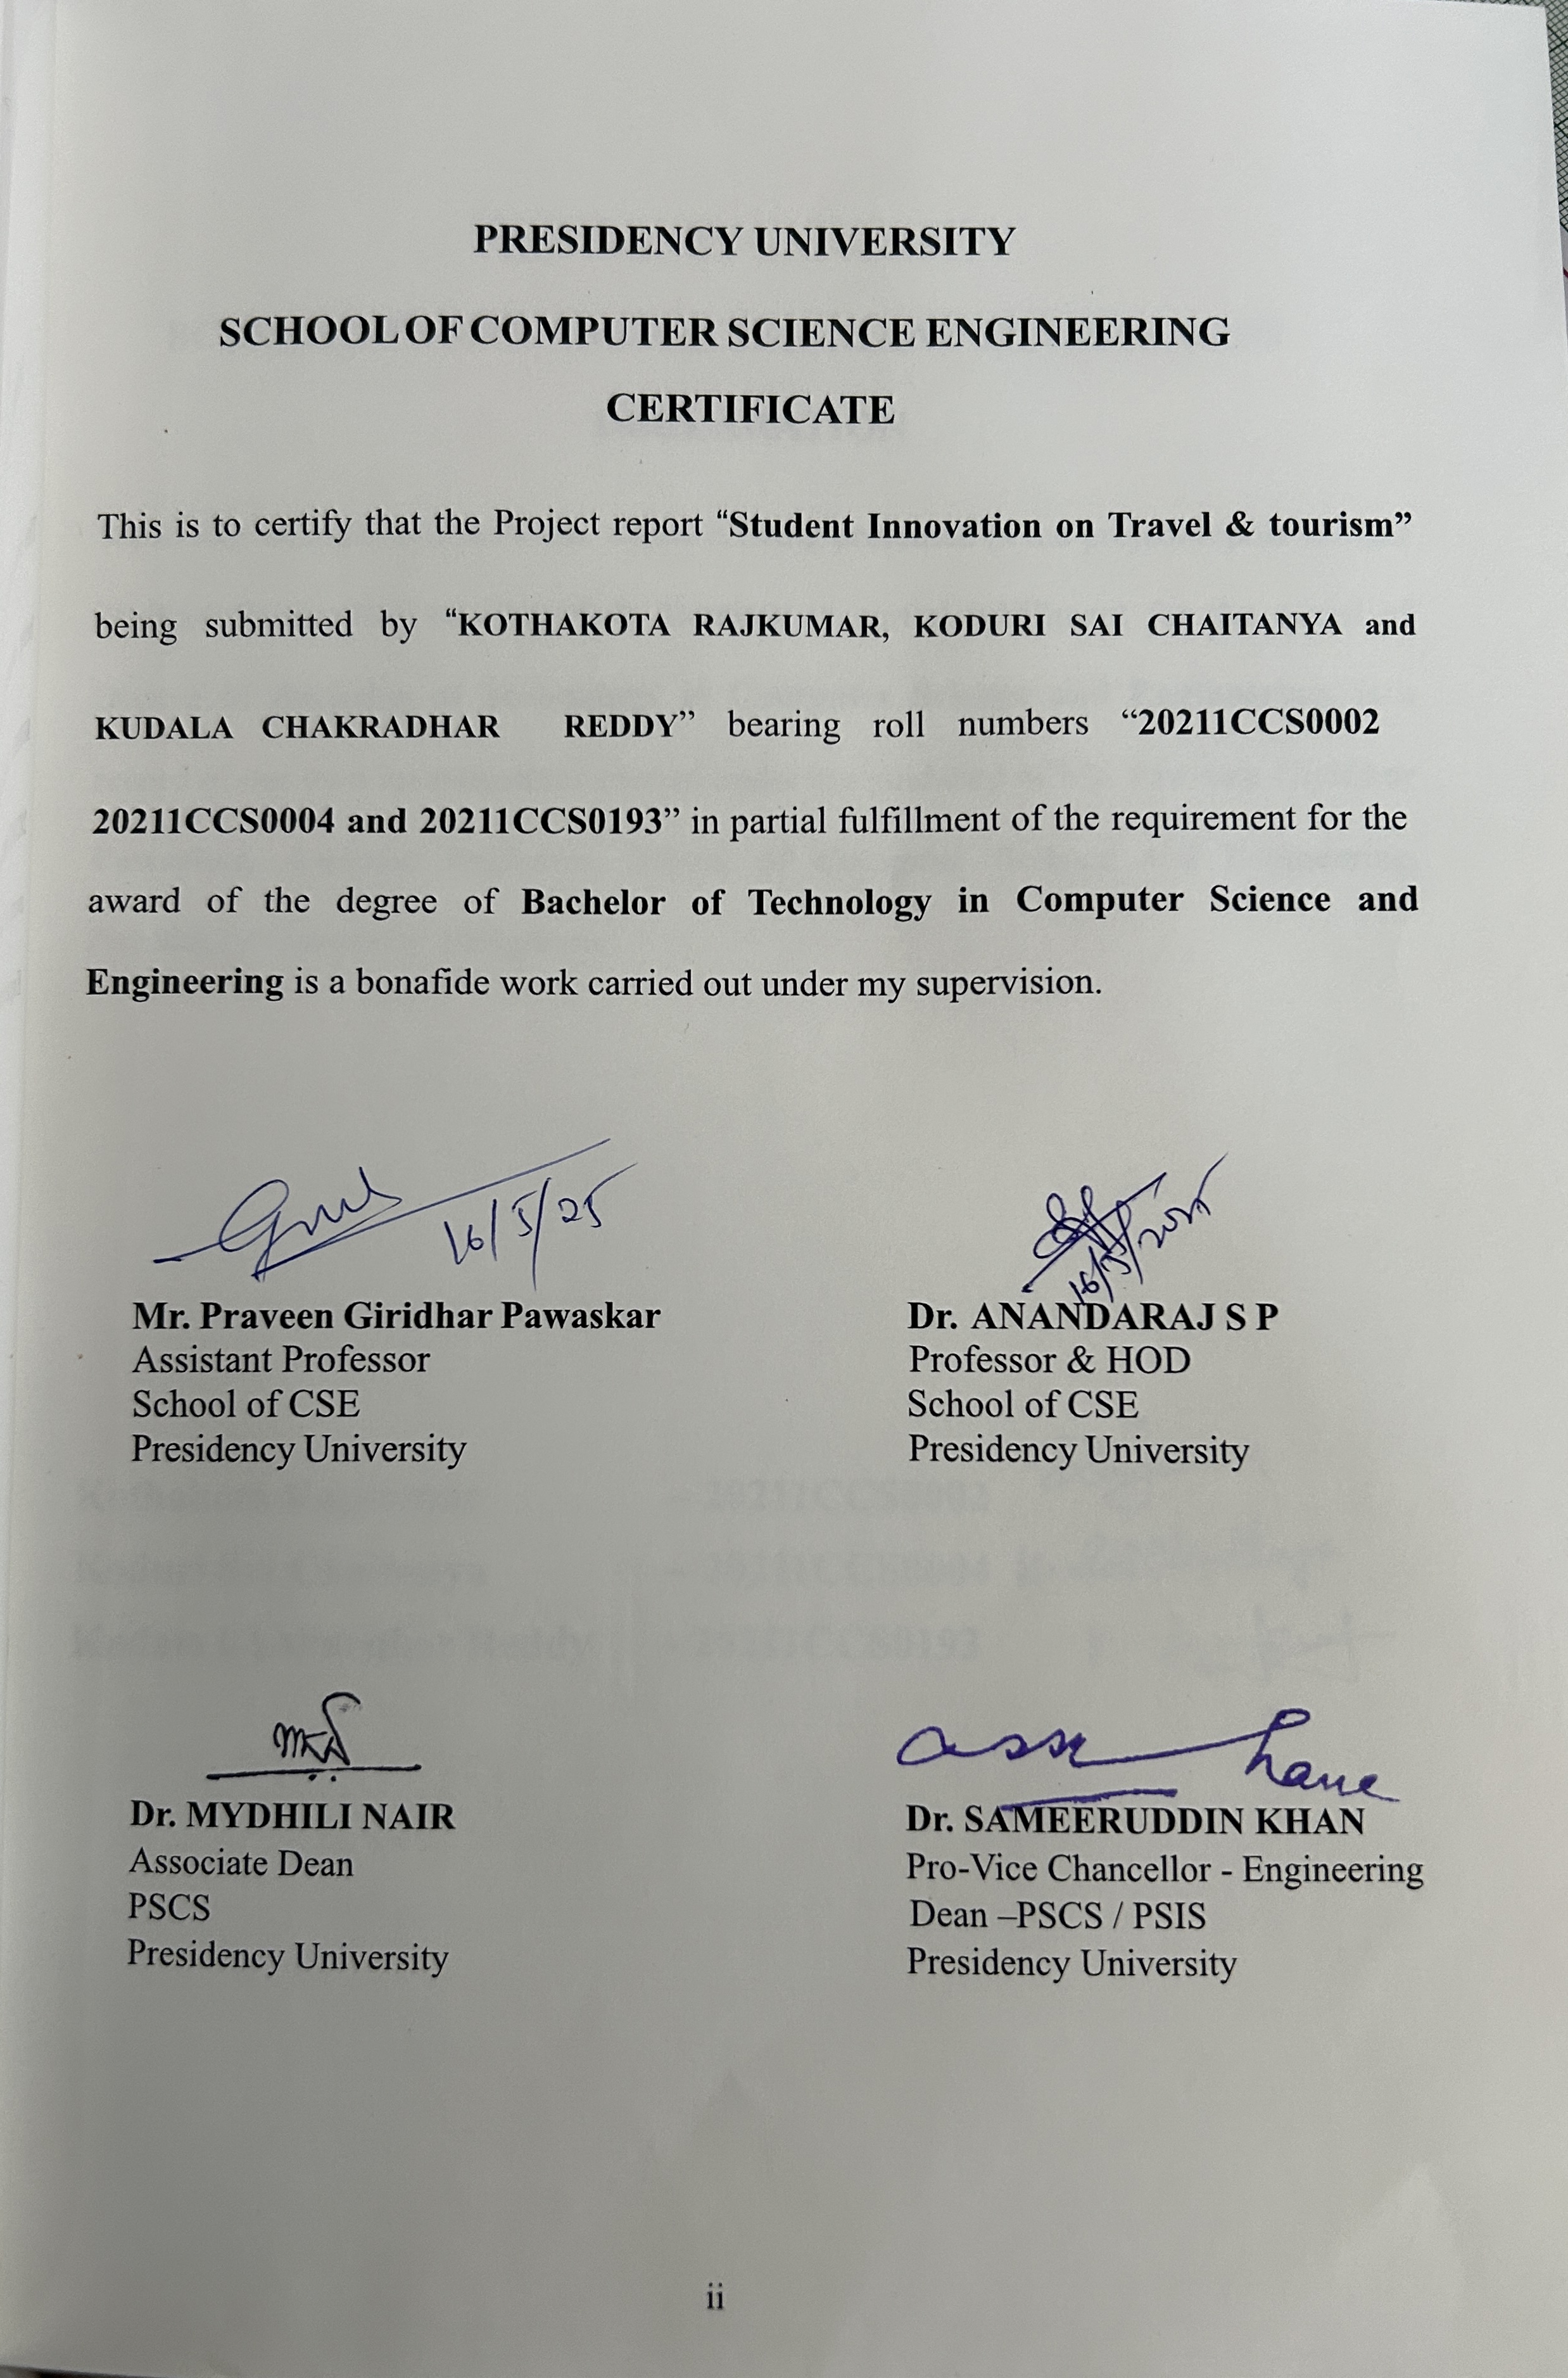 PRESIDENCY UNIVERSITY
SCHOOL OF COMPUTER SCIENCE ENGINEERING
CERTIFICATE
This is to certify that the Project report “Student Innovation on Travel & tourism”
being submitted by “KOTHAKOTA RAJKUMAR, KODURI SAI CHAITANYA and
KUDALA CHAKRADHAR REDDY” bearing roll numbers “20211CCS0002
20211CCS0004 and 20211CCS0193” in partial fulfillment of the requirement for the
award of the degree of Bachelor of Technology in Computer Science and
Engineering is a bonafide work carried out under my supervision.
16/5/25
16/5/2025
Mr. Praveen Giridhar Pawaskar
Assistant Professor
School of CSE
Presidency University
Dr. ANANDARAJ S P
Professor & HOD
School of CSE
Presidency University
Dr. MYDHILI NAIR
Associate Dean
PSCS
Presidency University
Dr. SAMEERUDDIN KHAN
Pro-Vice Chancellor - Engineering
Dean –PSCS / PSIS
Presidency University
ii